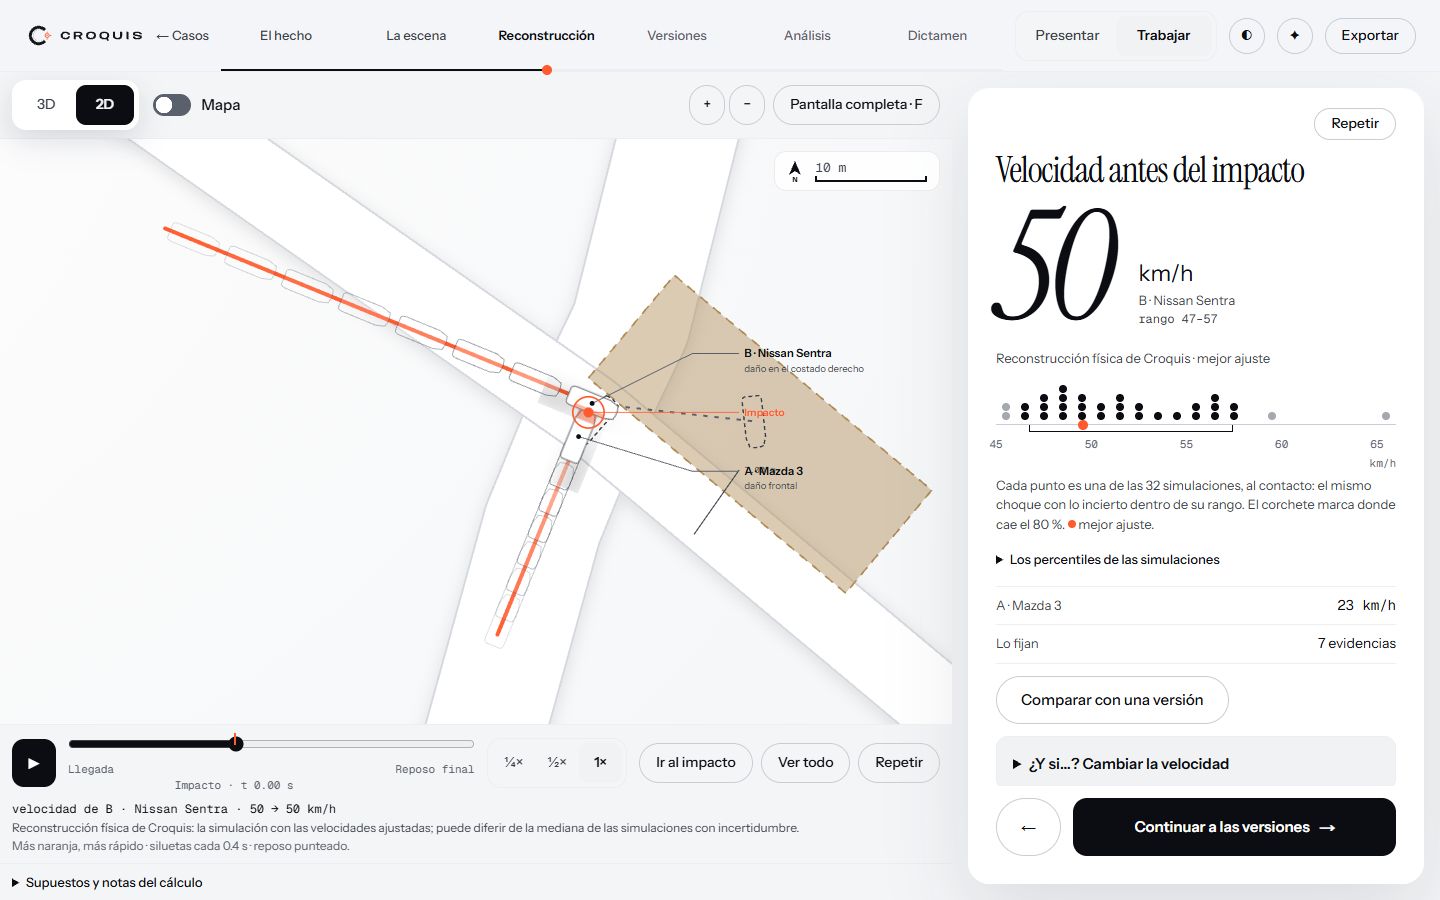 CROQUIS
← Casos
El hecho
La escena
Reconstrucción
Versiones
Análisis
Dictamen
Presentar
Trabajar
Exportar
3D
2D
Mapa
+
−
Pantalla completa · F
N
10 m
B · Nissan Sentra
daño en el costado derecho
Impacto
A · Mazda 3
daño frontal
Llegada
Reposo final
Impacto · t 0.00 s
¼×
½×
1×
Ir al impacto
Ver todo
Repetir
velocidad de B · Nissan Sentra · 50 → 50 km/h
Reconstrucción física de Croquis: la simulación con las velocidades ajustadas; puede diferir de la mediana de las simulaciones con incertidumbre.
Más naranja, más rápido · siluetas cada 0.4 s · reposo punteado.
Supuestos y notas del cálculo
Repetir
Velocidad antes del impacto
50
km/h
B · Nissan Sentra
rango 47–57
Reconstrucción física de Croquis · mejor ajuste
45 50 55 60 65
km/h
Cada punto es una de las 32 simulaciones, al contacto: el mismo
choque con lo incierto dentro de su rango. El corchete marca donde
cae el 80 %. mejor ajuste.
Los percentiles de las simulaciones
A · Mazda 3 23 km/h
Lo fijan 7 evidencias
Comparar con una versión
¿Y si…? Cambiar la velocidad
←
Continuar a las versiones →